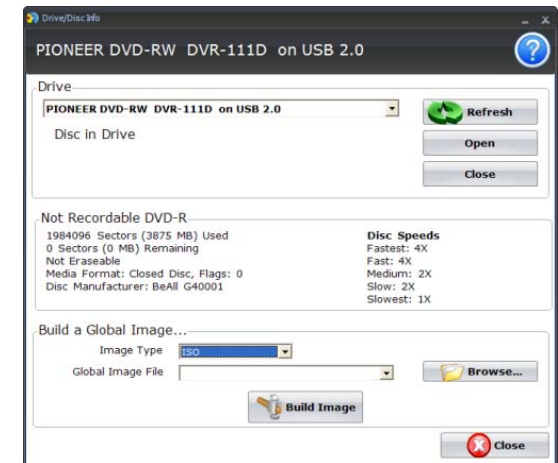 Drive/Disc Info
PIONEER DVD-RW DVR-111D on USB 2.0
Drive
PIONEER DVD-RW DVR-111D on USB 2.0
Refresh
Disc in Drive
Open
Close
Not Recordable DVD-R
1984096 Sectors (3875 MB) Used
0 Sectors (0 MB) Remaining
Not Eraseable
Media Format: Closed Disc, Flags: 0
Disc Manufacturer: BeAll G40001
Disc Speeds
Fastest: 4X
Fast: 4X
Medium: 2X
Slow: 2X
Slowest: 1X
Build a Global Image...
Image Type ISO
Global Image File
Browse...
Build Image
Close